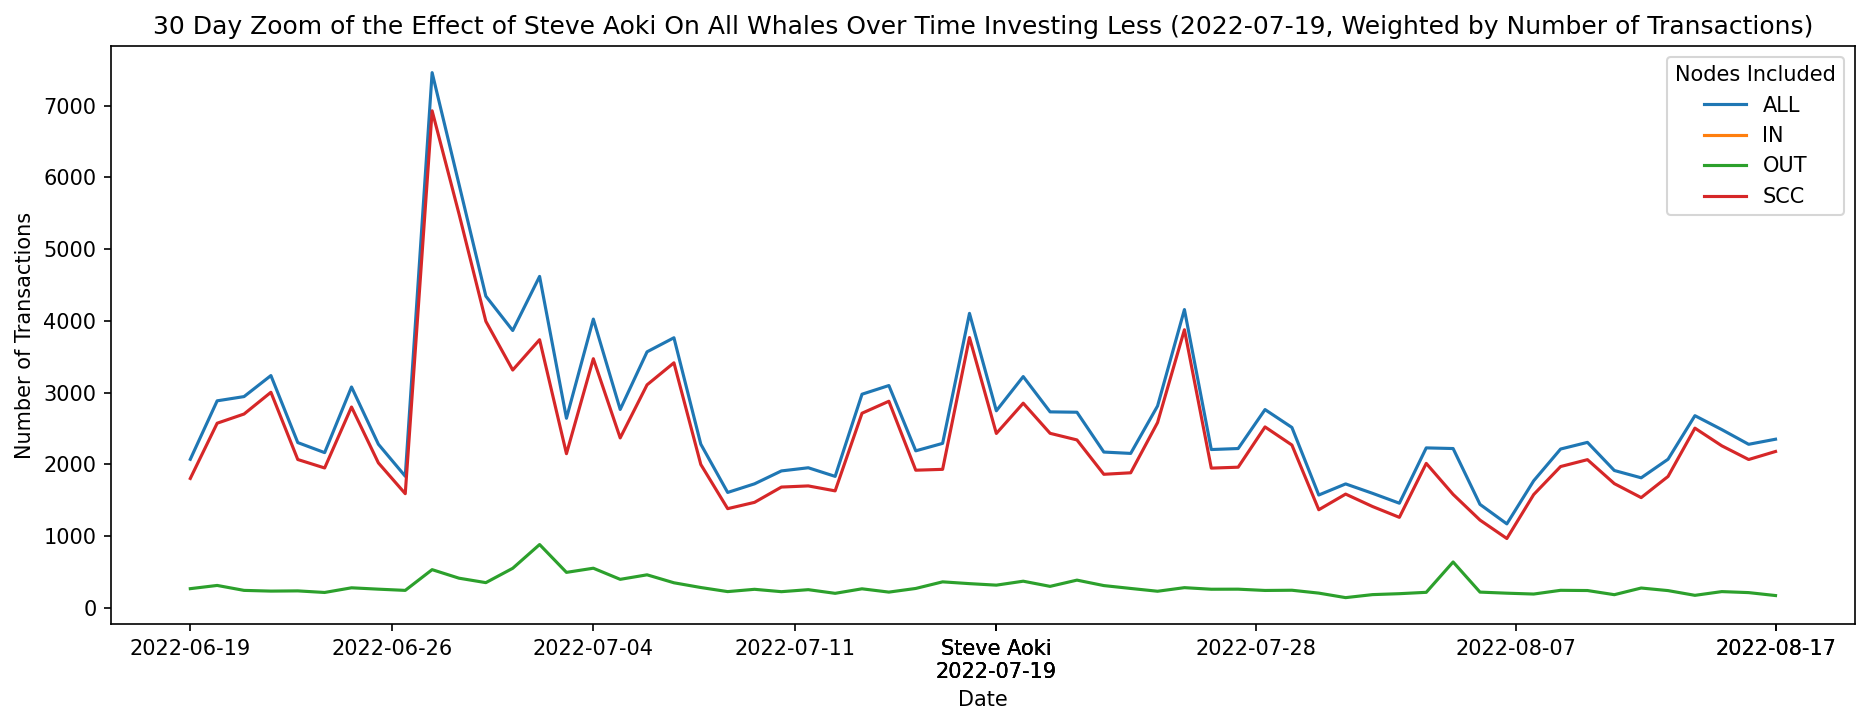 30 Day Zoom of the Effect of Steve Aoki On All Whales Over Time Investing Less (2022-07-19, Weighted by Number of Transactions)
Nodes Included
ALL
IN
OUT
SCC
Number of Transactions
7000
6000
5000
4000
3000
2000
1000
0
2022-06-19
2022-06-26
2022-07-04
2022-07-11
Steve Aoki
2022-07-19
2022-07-28
2022-08-07
2022-08-17
Date